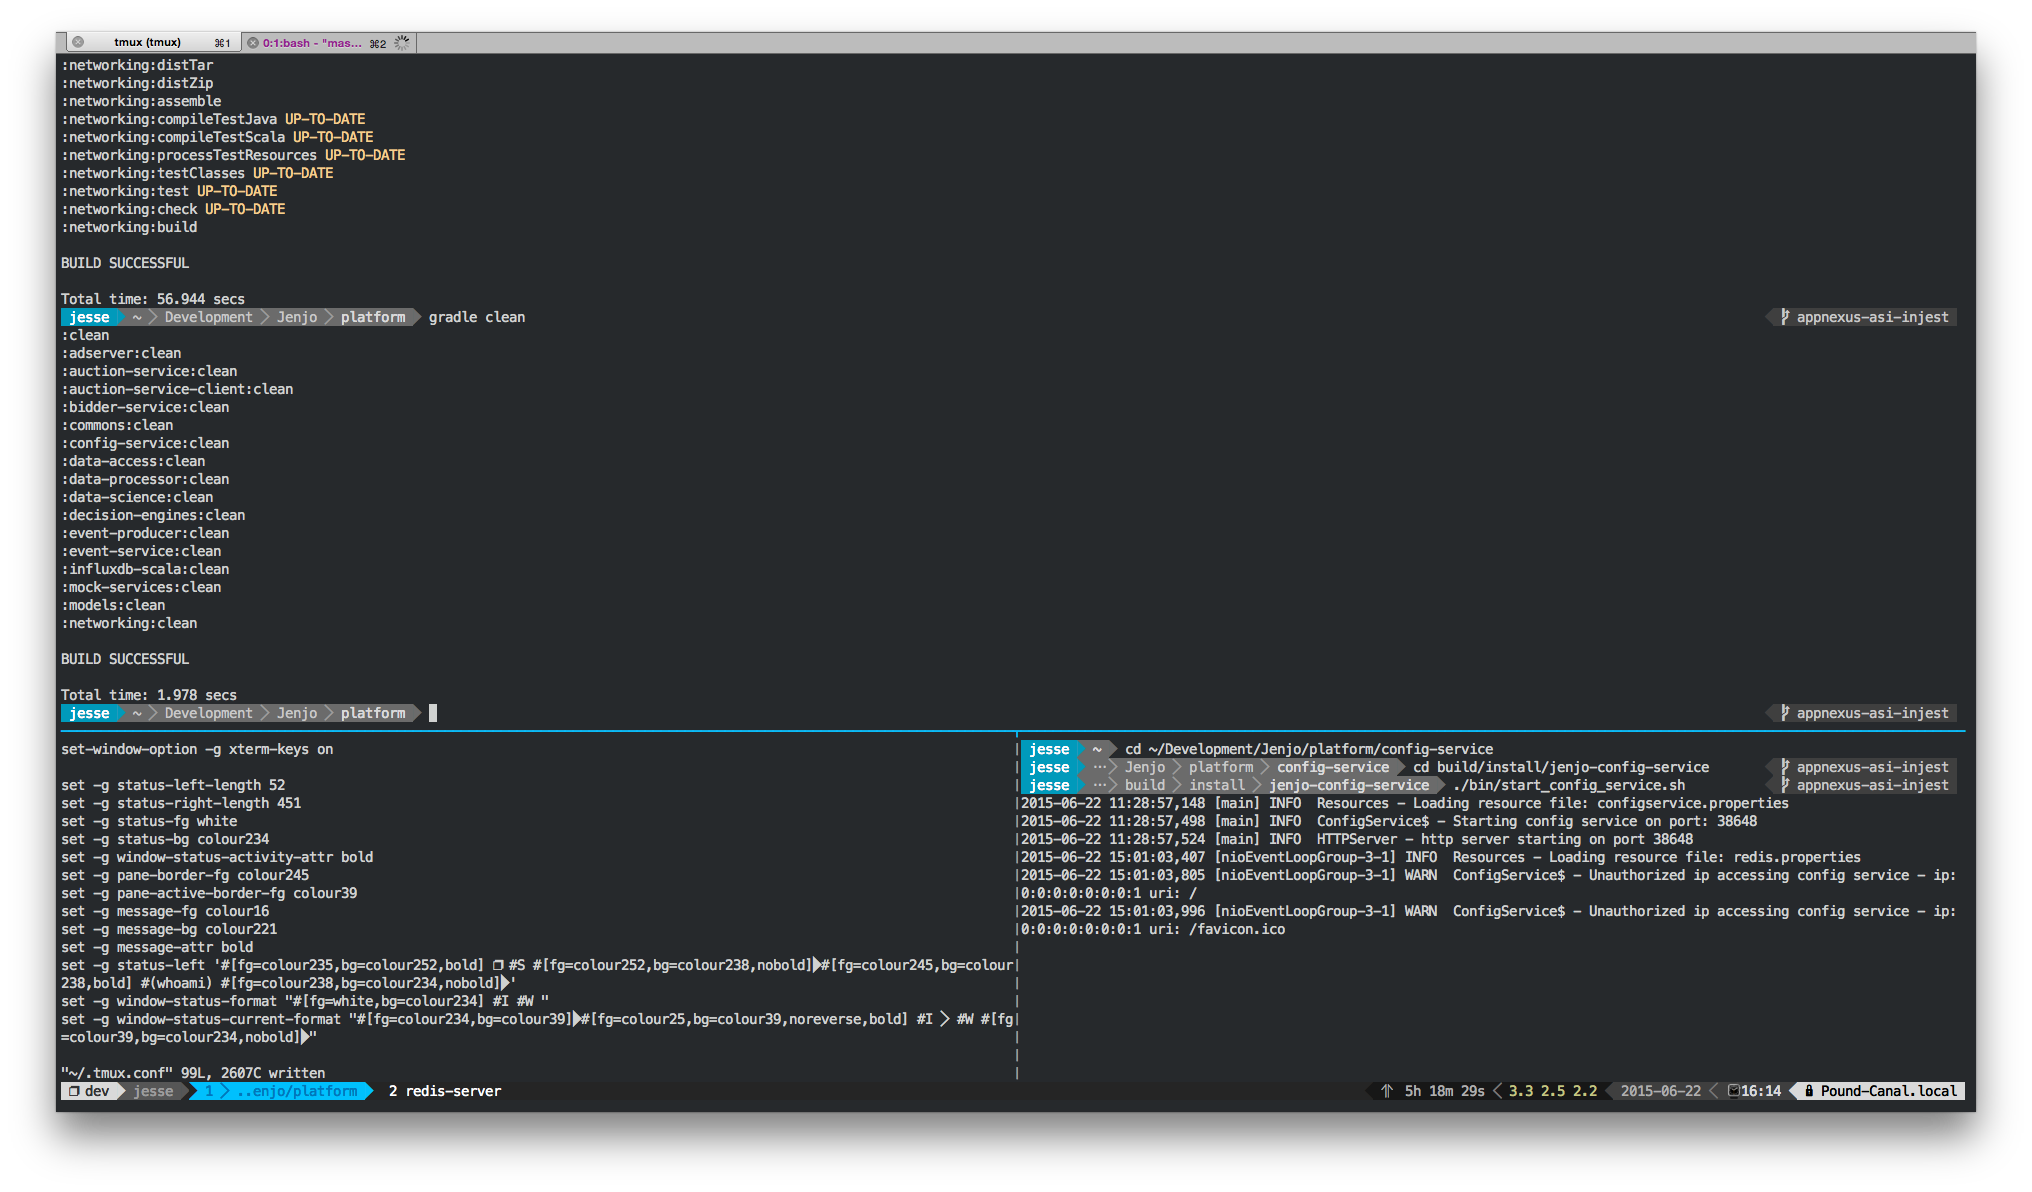 tmux (tmux) ⌘1 0:1:bash - "mas... ⌘2
:networking:distTar
:networking:distZip
:networking:assemble
:networking:compileTestJava UP-TO-DATE
:networking:compileTestScala UP-TO-DATE
:networking:processTestResources UP-TO-DATE
:networking:testClasses UP-TO-DATE
:networking:test UP-TO-DATE
:networking:check UP-TO-DATE
:networking:build
BUILD SUCCESSFUL
Total time: 56.944 secs
jesse ~ Development Jenjo platform gradle clean appnexus-asi-injest
:clean
:adserver:clean
:auction-service:clean
:auction-service-client:clean
:bidder-service:clean
:commons:clean
:config-service:clean
:data-access:clean
:data-processor:clean
:data-science:clean
:decision-engines:clean
:event-producer:clean
:event-service:clean
:influxdb-scala:clean
:mock-services:clean
:models:clean
:networking:clean
BUILD SUCCESSFUL
Total time: 1.978 secs
jesse ~ Development Jenjo platform appnexus-asi-injest
set-window-option -g xterm-keys on
set -g status-left-length 52
set -g status-right-length 451
set -g status-fg white
set -g status-bg colour234
set -g window-status-activity-attr bold
set -g pane-border-fg colour245
set -g pane-active-border-fg colour39
set -g message-fg colour16
set -g message-bg colour221
set -g message-attr bold
set -g status-left '#[fg=colour235,bg=colour252,bold] ❐ #S #[fg=colour252,bg=colour238,nobold]#[fg=colour245,bg=colour
238,bold] #(whoami) #[fg=colour238,bg=colour234,nobold]'
set -g window-status-format "#[fg=white,bg=colour234] #I #W "
set -g window-status-current-format "#[fg=colour234,bg=colour39]#[fg=colour25,bg=colour39,noreverse,bold] #I #W #[fg
=colour39,bg=colour234,nobold]"
"~/.tmux.conf" 99L, 2607C written
jesse ~ cd ~/Development/Jenjo/platform/config-service
jesse ⋯ Jenjo platform config-service cd build/install/jenjo-config-service appnexus-asi-injest
jesse ⋯ build install jenjo-config-service ./bin/start_config_service.sh appnexus-asi-injest
2015-06-22 11:28:57,148 [main] INFO  Resources - Loading resource file: configservice.properties
2015-06-22 11:28:57,498 [main] INFO  ConfigService$ - Starting config service on port: 38648
2015-06-22 11:28:57,524 [main] INFO  HTTPServer - http server starting on port 38648
2015-06-22 15:01:03,407 [nioEventLoopGroup-3-1] INFO  Resources - Loading resource file: redis.properties
2015-06-22 15:01:03,805 [nioEventLoopGroup-3-1] WARN  ConfigService$ - Unauthorized ip accessing config service - ip:
0:0:0:0:0:0:0:1 uri: /
2015-06-22 15:01:03,996 [nioEventLoopGroup-3-1] WARN  ConfigService$ - Unauthorized ip accessing config service - ip:
0:0:0:0:0:0:0:1 uri: /favicon.ico
❐ dev jesse 1 ..enjo/platform 2 redis-server 5h 18m 29s 3.3 2.5 2.2 2015-06-22 16:14 Pound-Canal.local